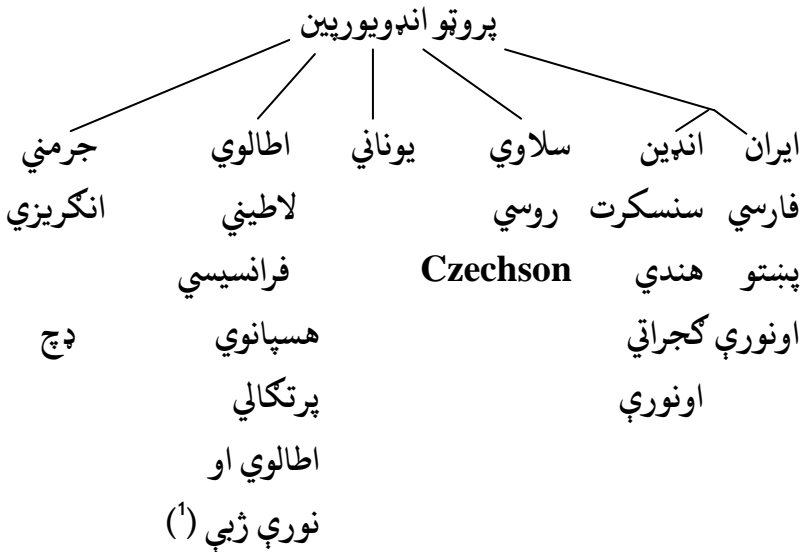 پروټو انډويورپين
ايران انډين سلاوي يوناني اطالوي جرمني
فارسي سنسکرت روسي لاطيني انګريزي
پښتو هندي Czechson فرانسيسي
اونورې ګجراتي هسپانوي ډچ
اونورې پرتګالي
اطالوي او
نورې ژبې (¹)